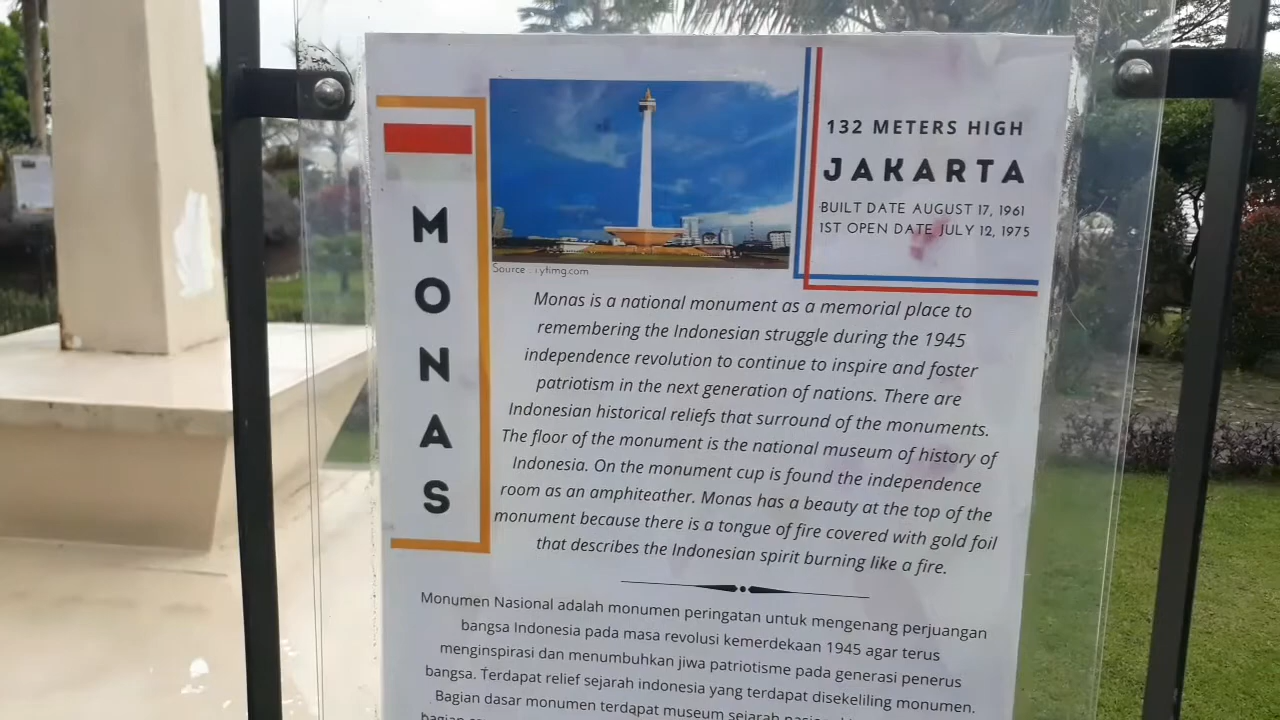 MONAS
132 METERS HIGH
JAKARTA
BUILT DATE AUGUST 17, 1961
1ST OPEN DATE JULY 12, 1975
Source : i.ytimg.com
Monas is a national monument as a memorial place to
remembering the Indonesian struggle during the 1945
independence revolution to continue to inspire and foster
patriotism in the next generation of nations. There are
Indonesian historical reliefs that surround of the monuments.
The floor of the monument is the national museum of history of
Indonesia. On the monument cup is found the independence
room as an amphiteather. Monas has a beauty at the top of the
monument because there is a tongue of fire covered with gold foil
that describes the Indonesian spirit burning like a fire.
Monumen Nasional adalah monumen peringatan untuk mengenang perjuangan
bangsa Indonesia pada masa revolusi kemerdekaan 1945 agar terus
menginspirasi dan menumbuhkan jiwa patriotisme pada generasi penerus
bangsa. Terdapat relief sejarah indonesia yang terdapat disekeliling monumen.
Bagian dasar monumen terdapat museum sejarah
bagian